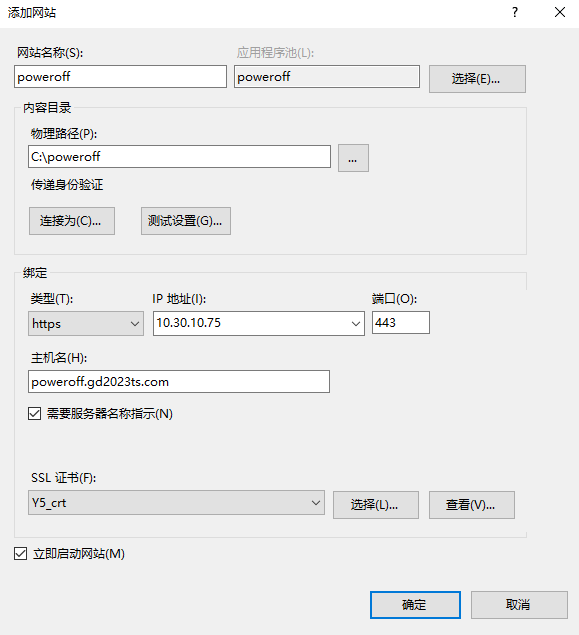 添加网站
网站名称(S): 应用程序池(L):
poweroff poweroff 选择(E)...
内容目录
物理路径(P):
C:\poweroff ...
传递身份验证
连接为(C)... 测试设置(G)...
绑定
类型(T): IP 地址(I): 端口(O):
https 10.30.10.75 443
主机名(H):
poweroff.gd2023ts.com
需要服务器名称指示(N)
SSL 证书(F):
Y5_crt 选择(L)... 查看(V)...
立即启动网站(M)
确定 取消